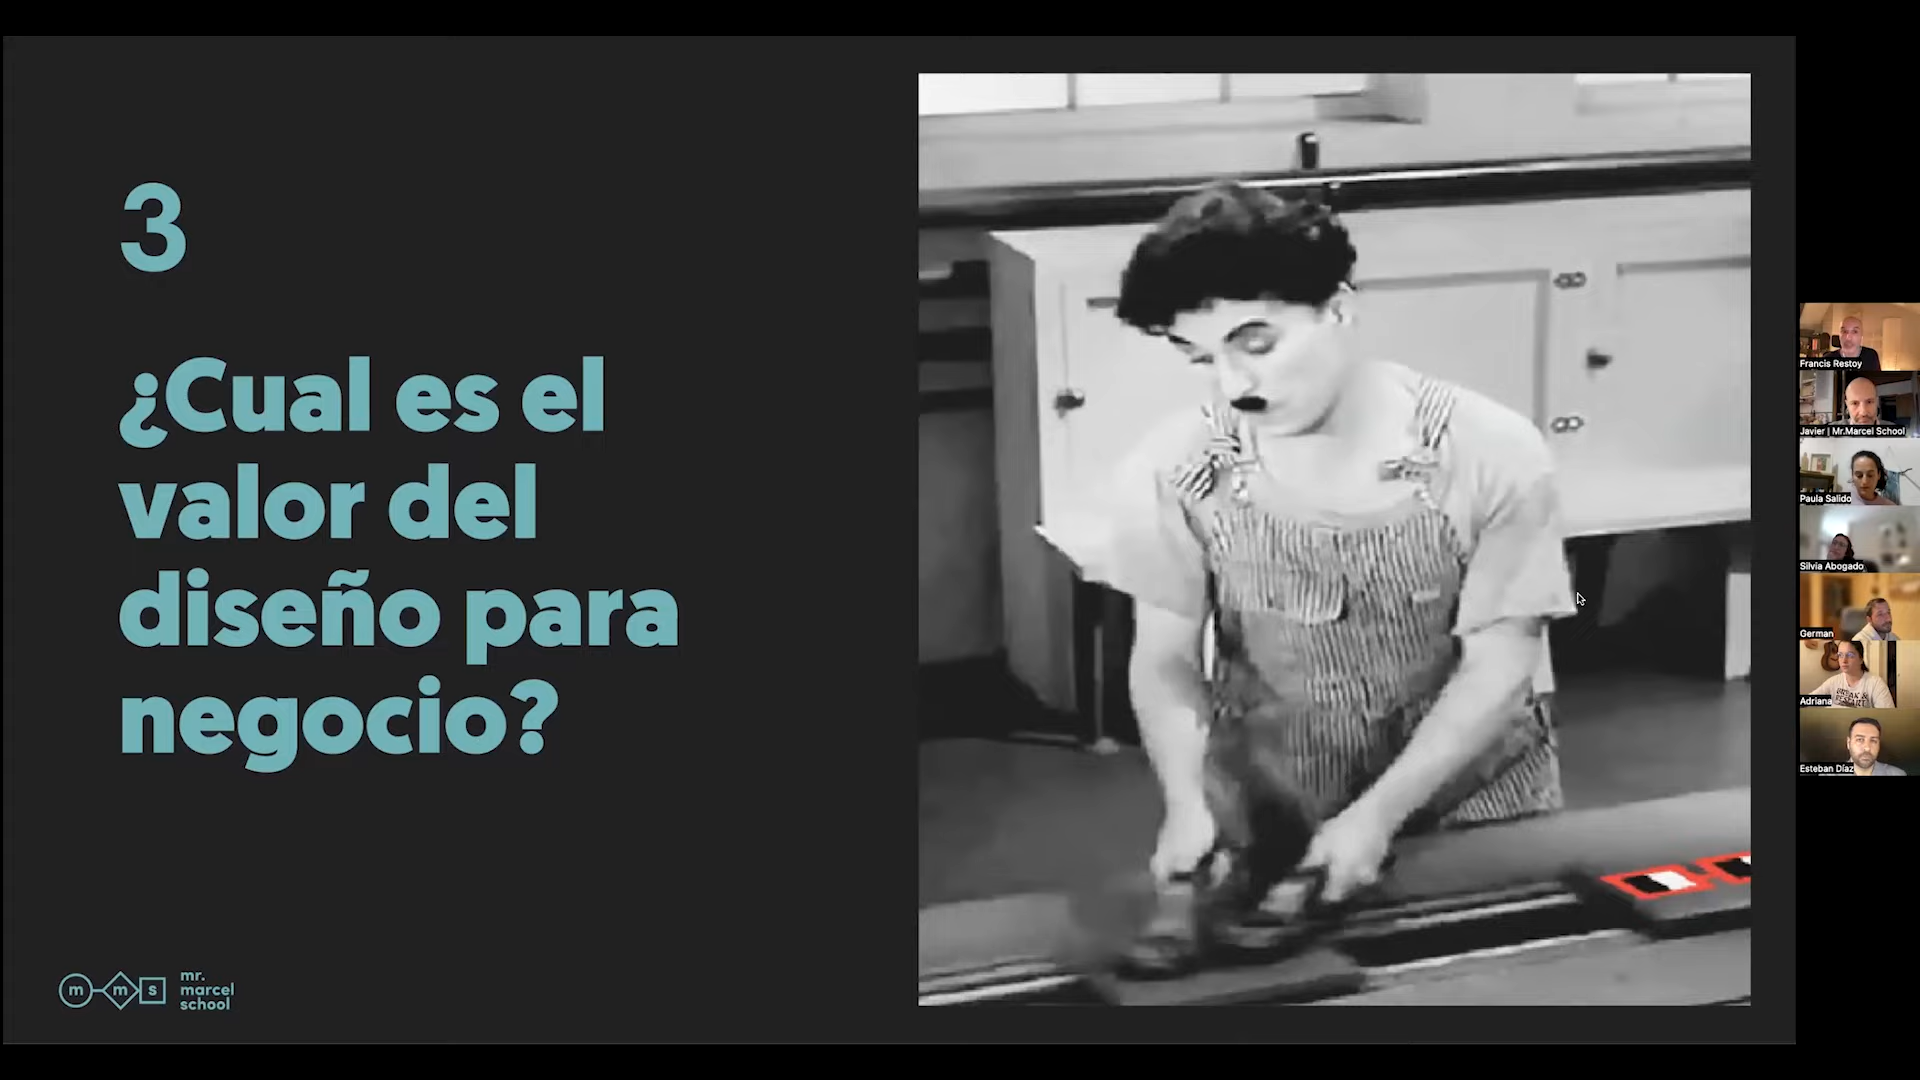 3
¿Cual es el
valor del
diseño para
negocio?
m m s
mr.
marcel
school
Francis Restoy
Javier | Mr.Marcel School
Paula Salido
Silvia Abogado
German
Adriana
BREAK &
Esteban Díaz